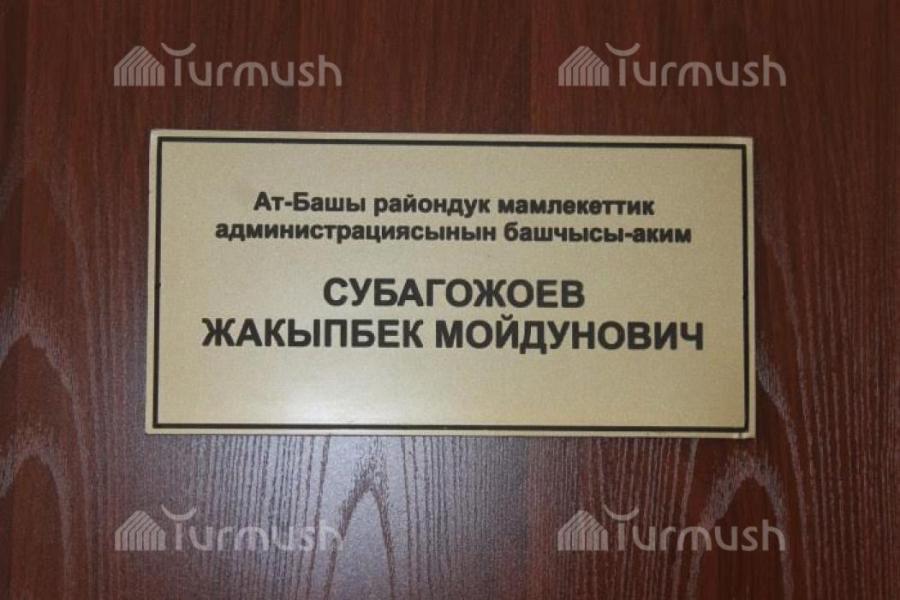 Turmush Turmush
Ат-Башы райондук мамлекеттик
администрациясынын башчысы-аким
СУБАГОЖОЕВ
ЖАКЫПБЕК МОЙДУНОВИЧ
Turmush Turmush